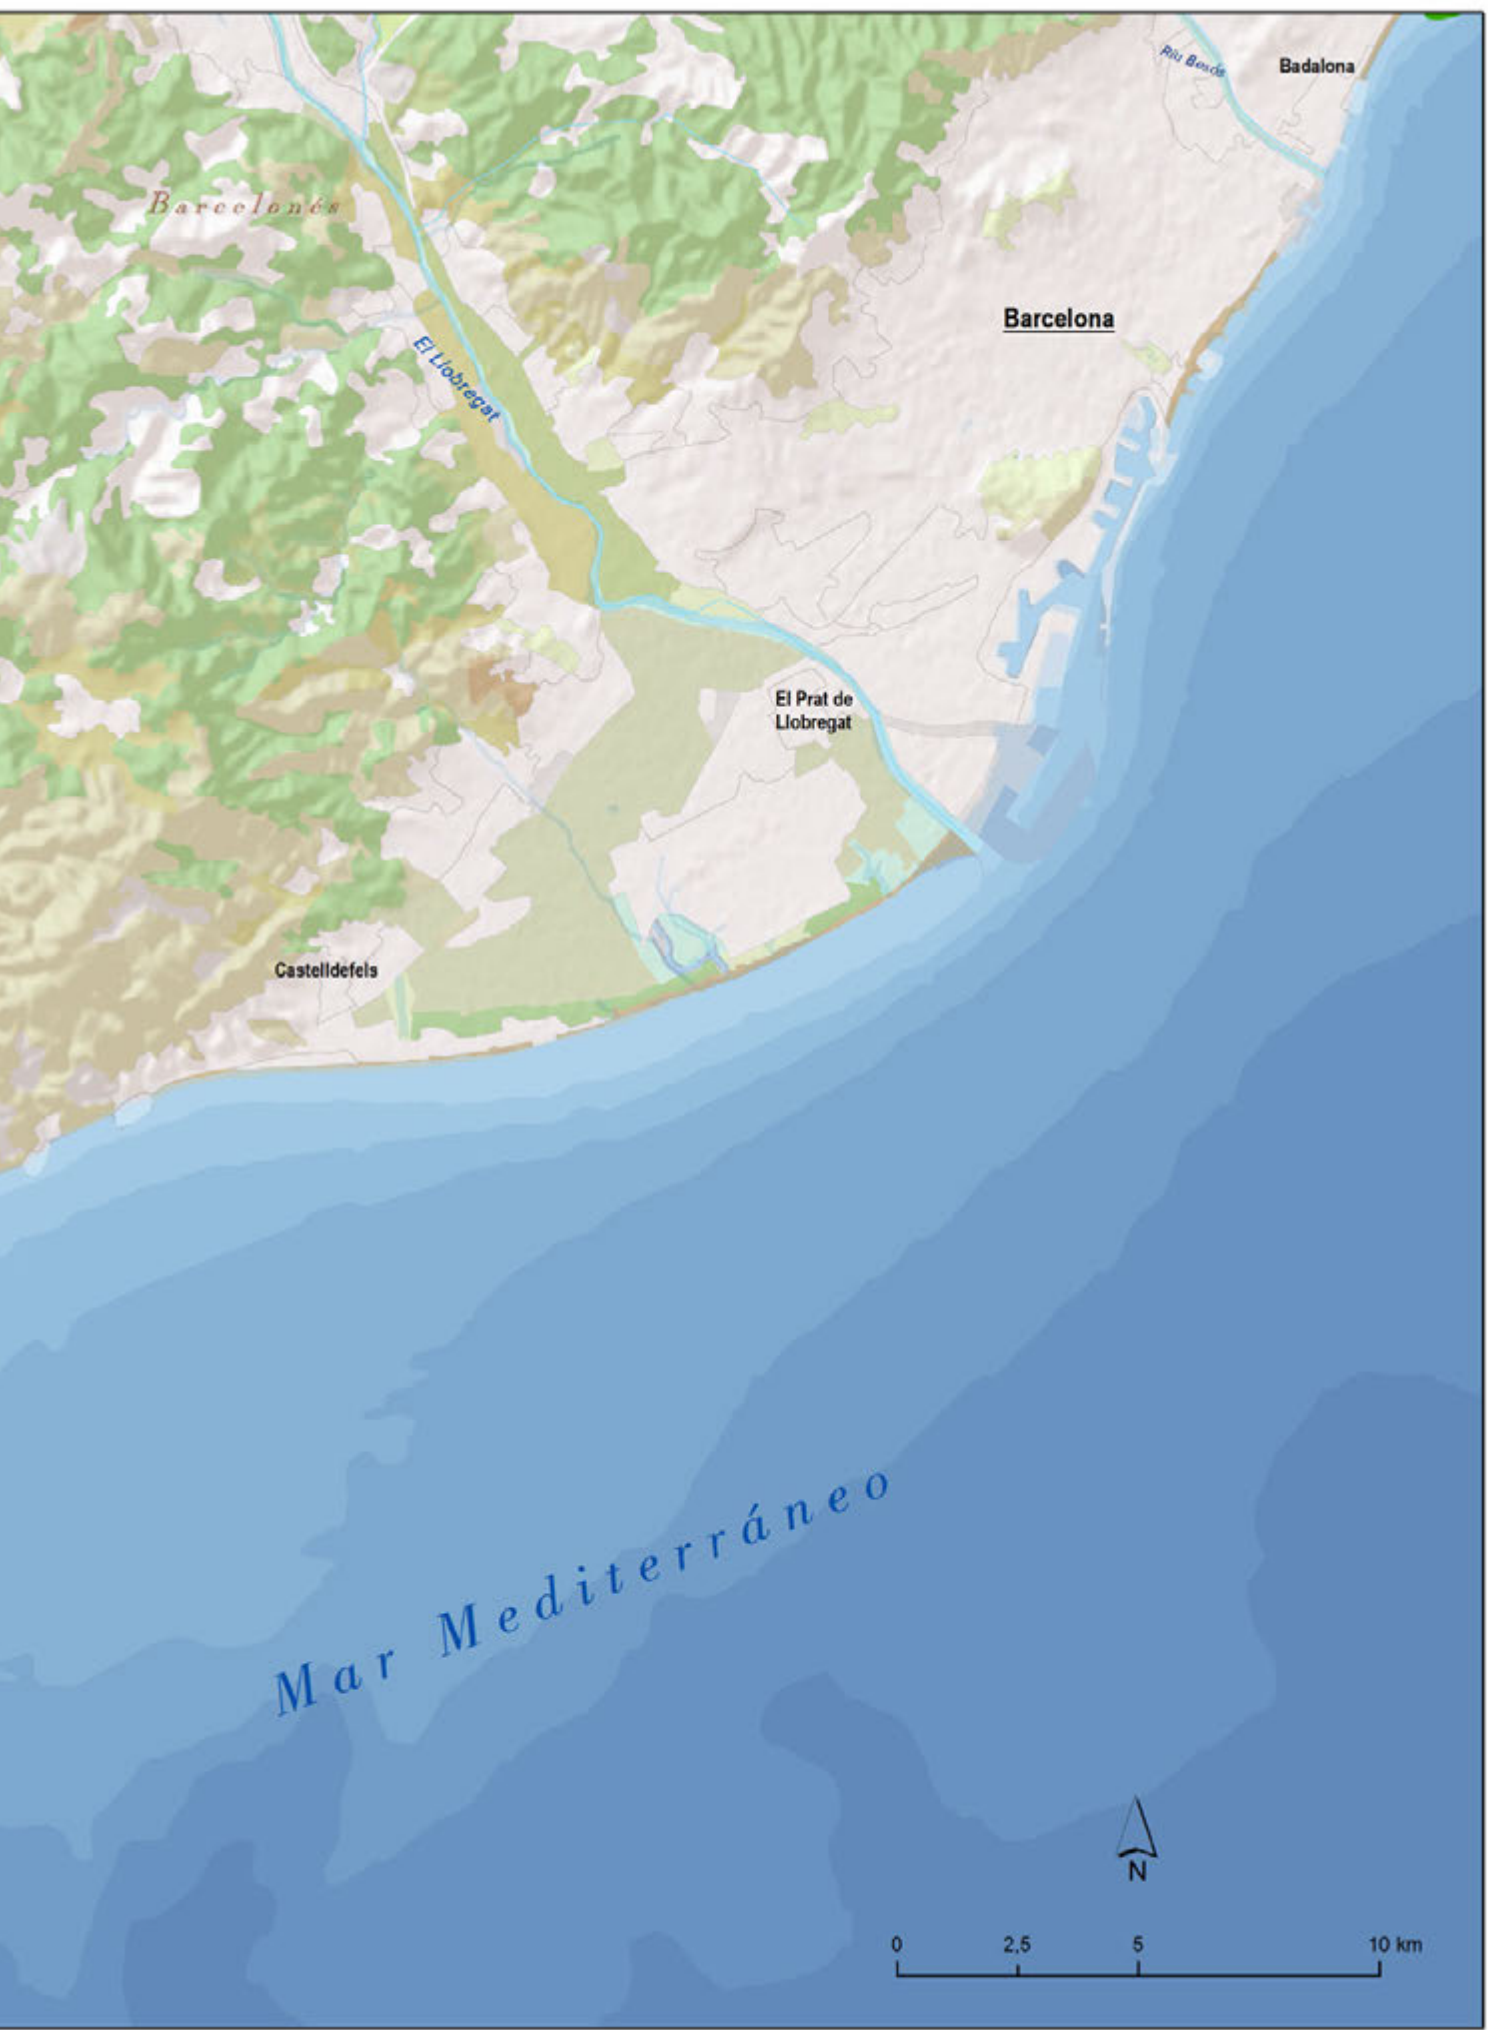 Riu Besós
Badalona
Barcelonés
Barcelona
El Llobregat
El Prat de
Llobregat
Castelldefels
Mar Mediterráneo
N
0 2,5 5 10 km